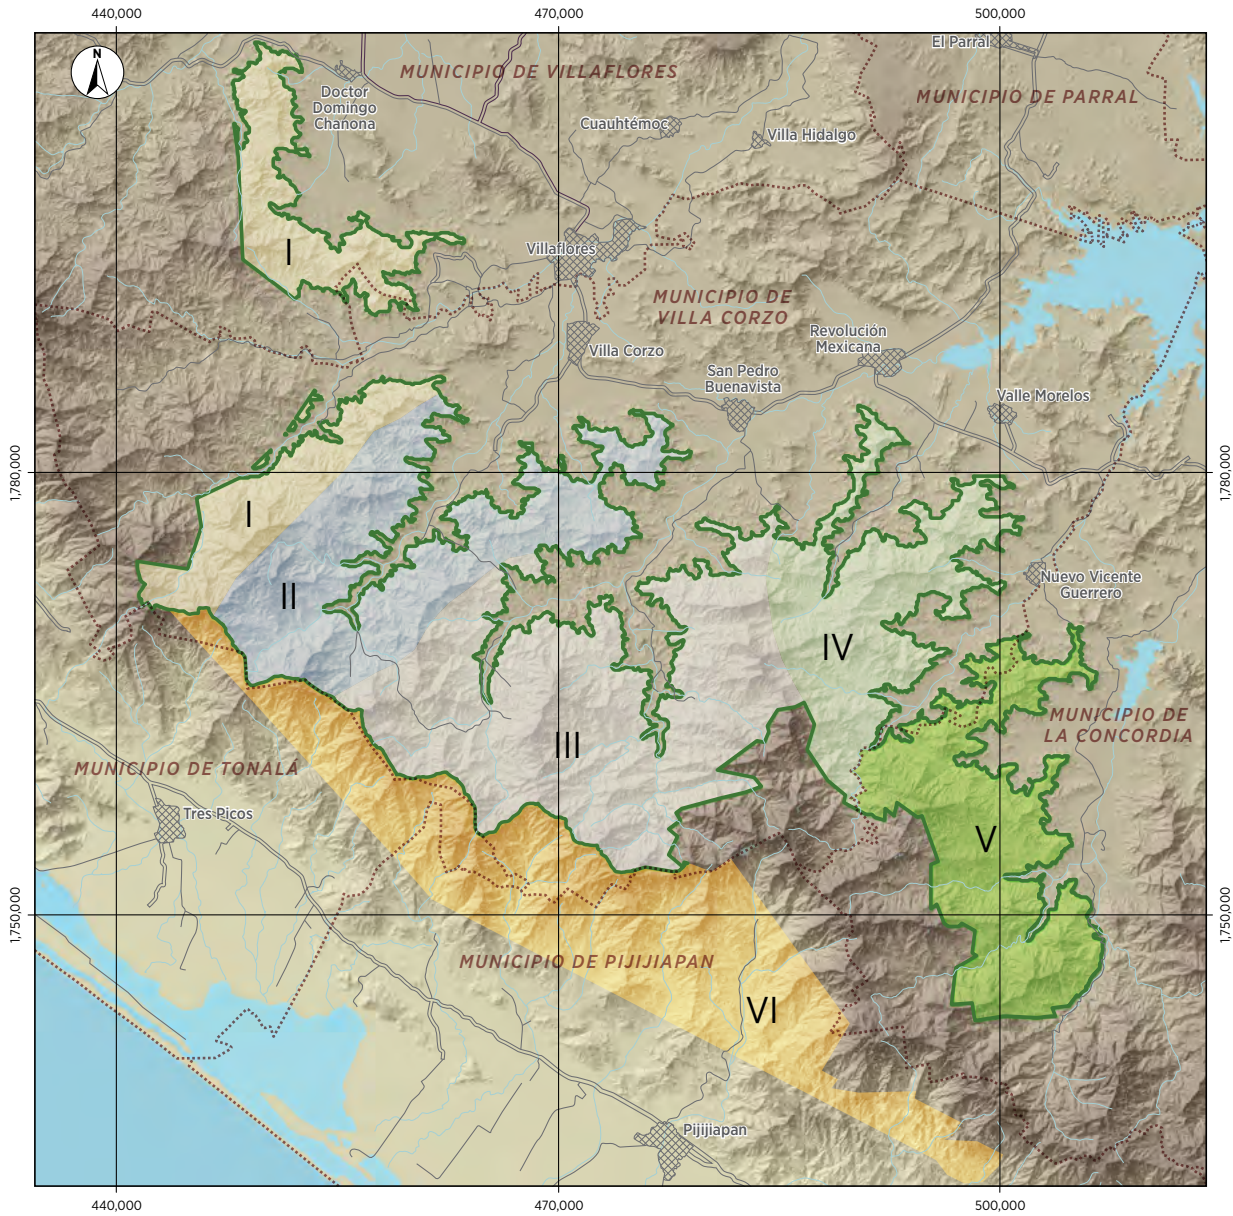 440,000
470,000
500,000
N
El Parral
MUNICIPIO DE VILLAFLORES
Doctor
Domingo
Chanona
MUNICIPIO DE PARRAL
Cuauhtémoc
Villa Hidalgo
I
Villaflores
MUNICIPIO DE
VILLA CORZO
Revolución
Mexicana
Villa Corzo
San Pedro
Buenavista
Valle Morelos
1,780,000
1,780,000
I
II
Nuevo Vicente
Guerrero
IV
III
MUNICIPIO DE
LA CONCORDIA
MUNICIPIO DE TONALÁ
Tres Picos
V
1,750,000
1,750,000
MUNICIPIO DE PIJIJIAPAN
VI
Pijijiapan
440,000
470,000
500,000